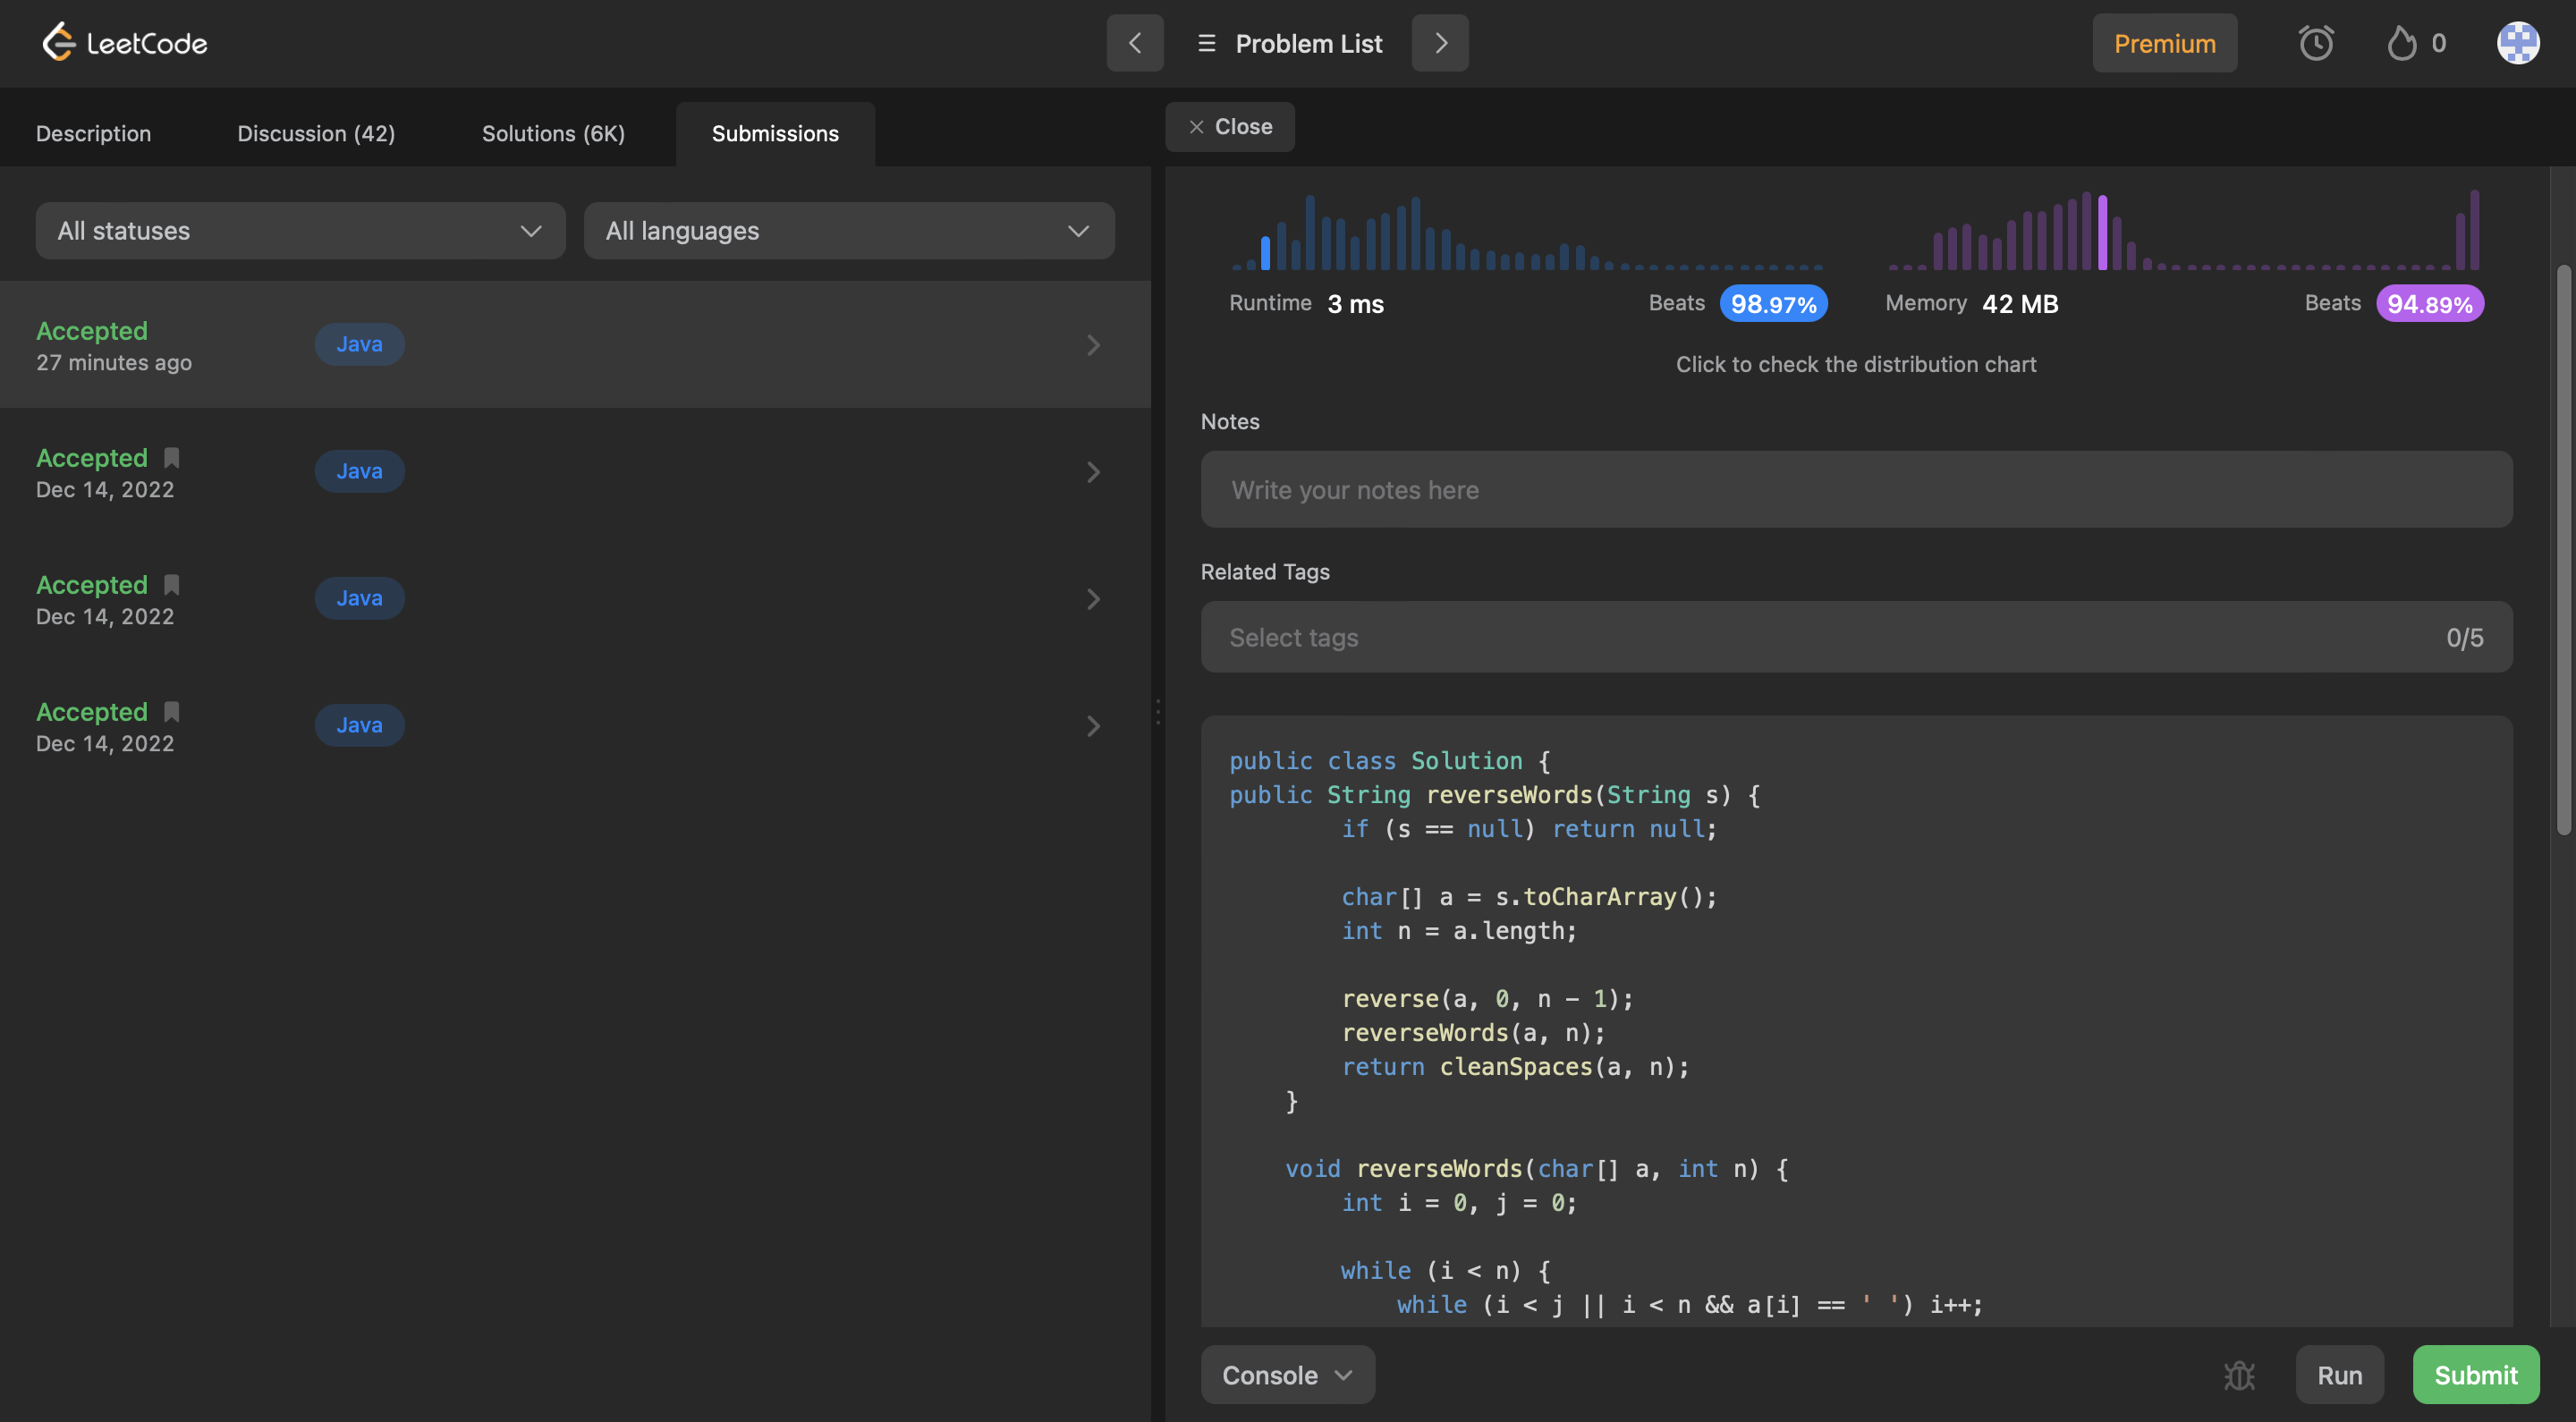 LeetCode
Problem List
Premium
0
Description
Discussion (42)
Solutions (6K)
Submissions
Close
All statuses
All languages
Accepted
27 minutes ago
Java
Accepted
Dec 14, 2022
Java
Accepted
Dec 14, 2022
Java
Accepted
Dec 14, 2022
Java
Runtime 3 ms
Beats 98.97%
Memory 42 MB
Beats 94.89%
Click to check the distribution chart
Notes
Write your notes here
Related Tags
Select tags
0/5
public class Solution {
public String reverseWords(String s) {
        if (s == null) return null;
        char[] a = s.toCharArray();
        int n = a.length;
        reverse(a, 0, n - 1);
        reverseWords(a, n);
        return cleanSpaces(a, n);
    }
    void reverseWords(char[] a, int n) {
        int i = 0, j = 0;
        while (i < n) {
            while (i < j || i < n && a[i] == ' ') i++;
Console
Run
Submit